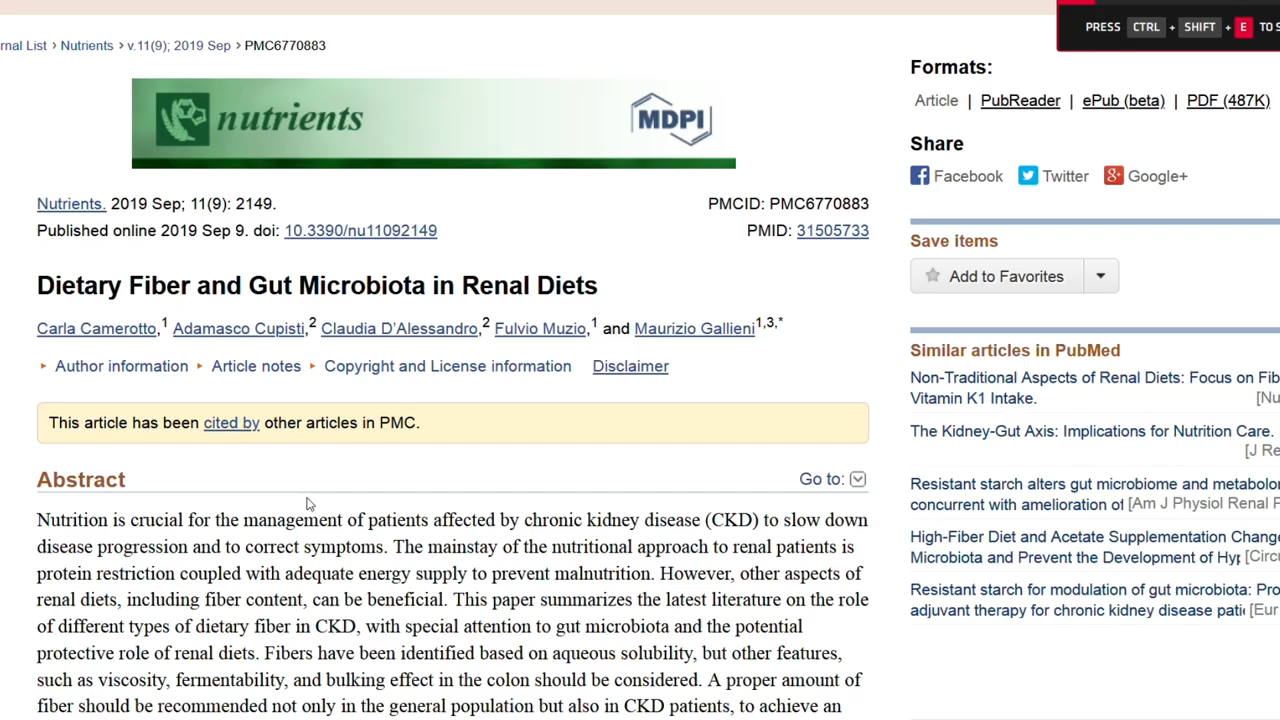 PRESS CTRL + SHIFT + E TO S
rnal List > Nutrients > v.11(9); 2019 Sep > PMC6770883
nutrients
MDPI
Nutrients. 2019 Sep; 11(9): 2149.
PMCID: PMC6770883
Published online 2019 Sep 9. doi: 10.3390/nu11092149
PMID: 31505733
Dietary Fiber and Gut Microbiota in Renal Diets
Carla Camerotto,1 Adamasco Cupisti,2 Claudia D'Alessandro,2 Fulvio Muzio,1 and Maurizio Gallieni1,3,*
Author information Article notes Copyright and License information Disclaimer
This article has been cited by other articles in PMC.
Abstract
Go to:
Nutrition is crucial for the management of patients affected by chronic kidney disease (CKD) to slow down
disease progression and to correct symptoms. The mainstay of the nutritional approach to renal patients is
protein restriction coupled with adequate energy supply to prevent malnutrition. However, other aspects of
renal diets, including fiber content, can be beneficial. This paper summarizes the latest literature on the role
of different types of dietary fiber in CKD, with special attention to gut microbiota and the potential
protective role of renal diets. Fibers have been identified based on aqueous solubility, but other features,
such as viscosity, fermentability, and bulking effect in the colon should be considered. A proper amount of
fiber should be recommended not only in the general population but also in CKD patients, to achieve an
Formats:
Article | PubReader | ePub (beta) | PDF (487K)
Share
Facebook Twitter Google+
Save items
Add to Favorites
Similar articles in PubMed
Non-Traditional Aspects of Renal Diets: Focus on Fib
Vitamin K1 Intake. [Nu
The Kidney-Gut Axis: Implications for Nutrition Care.
[J Re
Resistant starch alters gut microbiome and metabolon
concurrent with amelioration of [Am J Physiol Renal P
High-Fiber Diet and Acetate Supplementation Change
Microbiota and Prevent the Development of Hyp [Circ
Resistant starch for modulation of gut microbiota: Pro
adjuvant therapy for chronic kidney disease patie [Eur